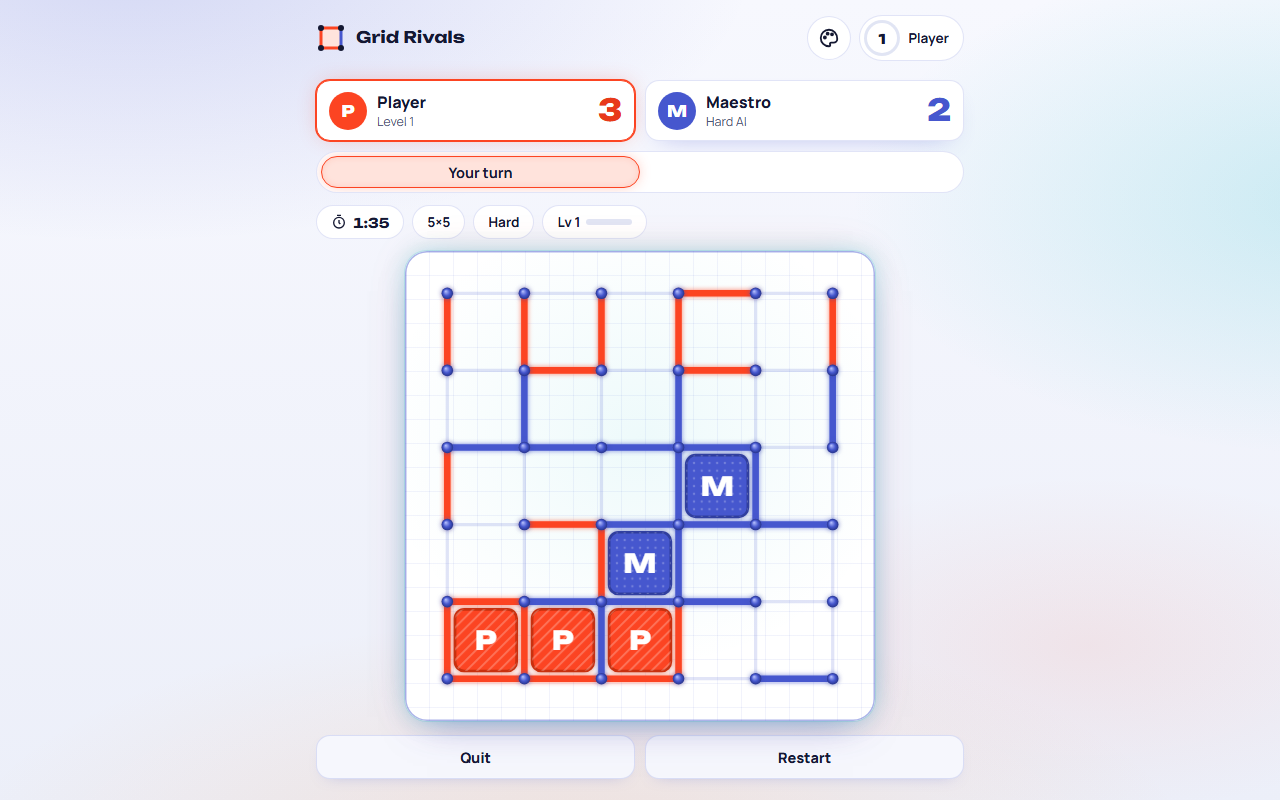 Grid Rivals
1 Player
P Player 3
Level 1
M Maestro 2
Hard AI
Your turn
1:35 5×5 Hard Lv 1
M
M
P P P
Quit Restart